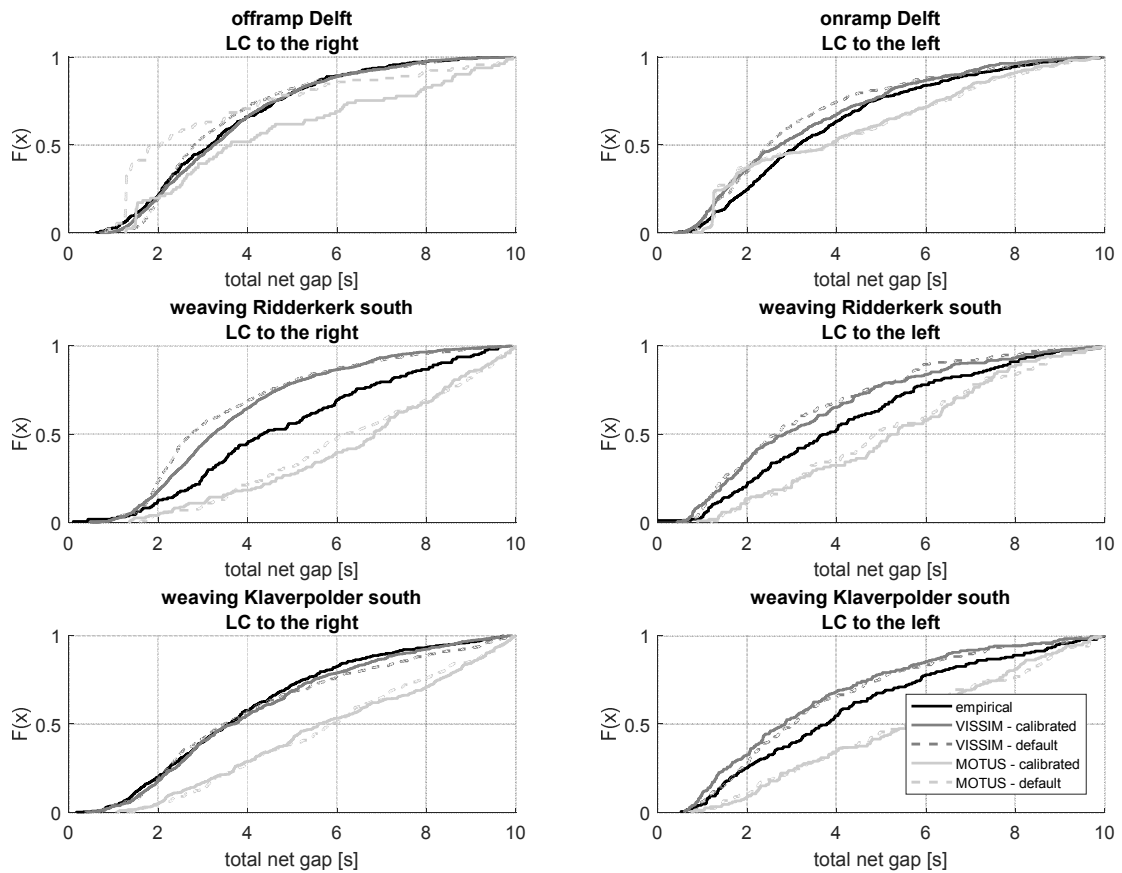 offramp Delft
LC to the right
1
0.5
0
F(x)
0 2 4 6 8 10
total net gap [s]
onramp Delft
LC to the left
1
0.5
0
F(x)
0 2 4 6 8 10
total net gap [s]
weaving Ridderkerk south
LC to the right
1
0.5
0
F(x)
0 2 4 6 8 10
total net gap [s]
weaving Ridderkerk south
LC to the left
1
0.5
0
F(x)
0 2 4 6 8 10
total net gap [s]
weaving Klaverpolder south
LC to the right
1
0.5
0
F(x)
0 2 4 6 8 10
total net gap [s]
weaving Klaverpolder south
LC to the left
1
0.5
0
F(x)
empirical
VISSIM - calibrated
VISSIM - default
MOTUS - calibrated
MOTUS - default
0 2 4 6 8 10
total net gap [s]